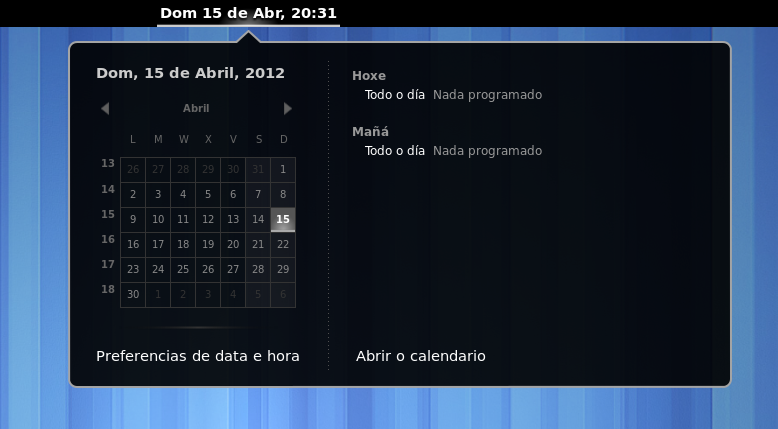 Dom 15 de Abr, 20:31
Dom, 15 de Abril, 2012
Abril
L M W X V S D
13 26 27 28 29 30 31 1
14 2 3 4 5 6 7 8
15 9 10 11 12 13 14 15
16 16 17 18 19 20 21 22
17 23 24 25 26 27 28 29
18 30 1 2 3 4 5 6
Preferencias de data e hora
Hoxe
Todo o día Nada programado
Mañá
Todo o día Nada programado
Abrir o calendario